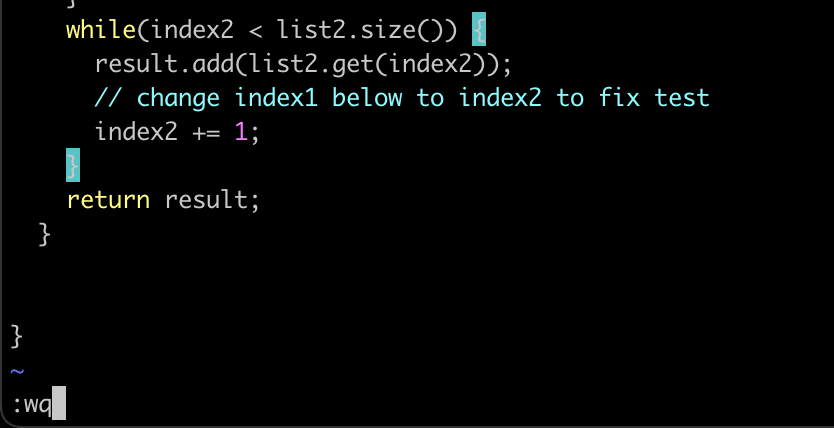 }
while(index2 < list2.size()) {
result.add(list2.get(index2));
// change index1 below to index2 to fix test
index2 += 1;
}
return result;
}
}
~
:wq